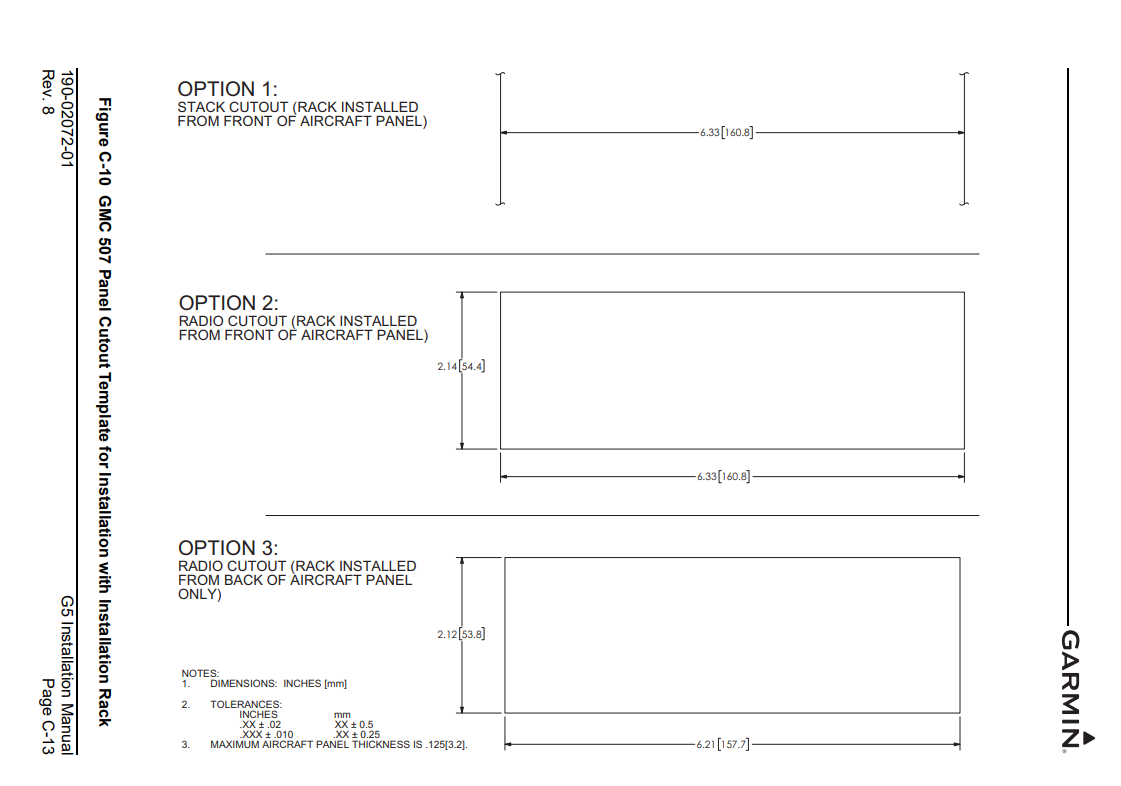 OPTION 1:
STACK CUTOUT (RACK INSTALLED
FROM FRONT OF AIRCRAFT PANEL)
6.33[160.8]
OPTION 2:
RADIO CUTOUT (RACK INSTALLED
FROM FRONT OF AIRCRAFT PANEL)
2.14[54.4]
6.33[160.8]
OPTION 3:
RADIO CUTOUT (RACK INSTALLED
FROM BACK OF AIRCRAFT PANEL
ONLY)
2.12[53.8]
6.21[157.7]
NOTES:
1. DIMENSIONS: INCHES [mm]
2. TOLERANCES:
INCHES mm
.XX ± .02 XX ± 0.5
.XXX ± .010 .XX ± 0.25
3. MAXIMUM AIRCRAFT PANEL THICKNESS IS .125[3.2].
Figure C-10 GMC 507 Panel Cutout Template for Installation with Installation Rack
190-02072-01 G5 Installation Manual
Rev. 8 Page C-13
GARMIN®